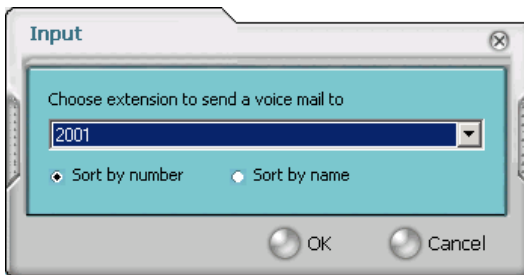 Input
Choose extension to send a voice mail to
2001
Sort by number Sort by name
OK Cancel